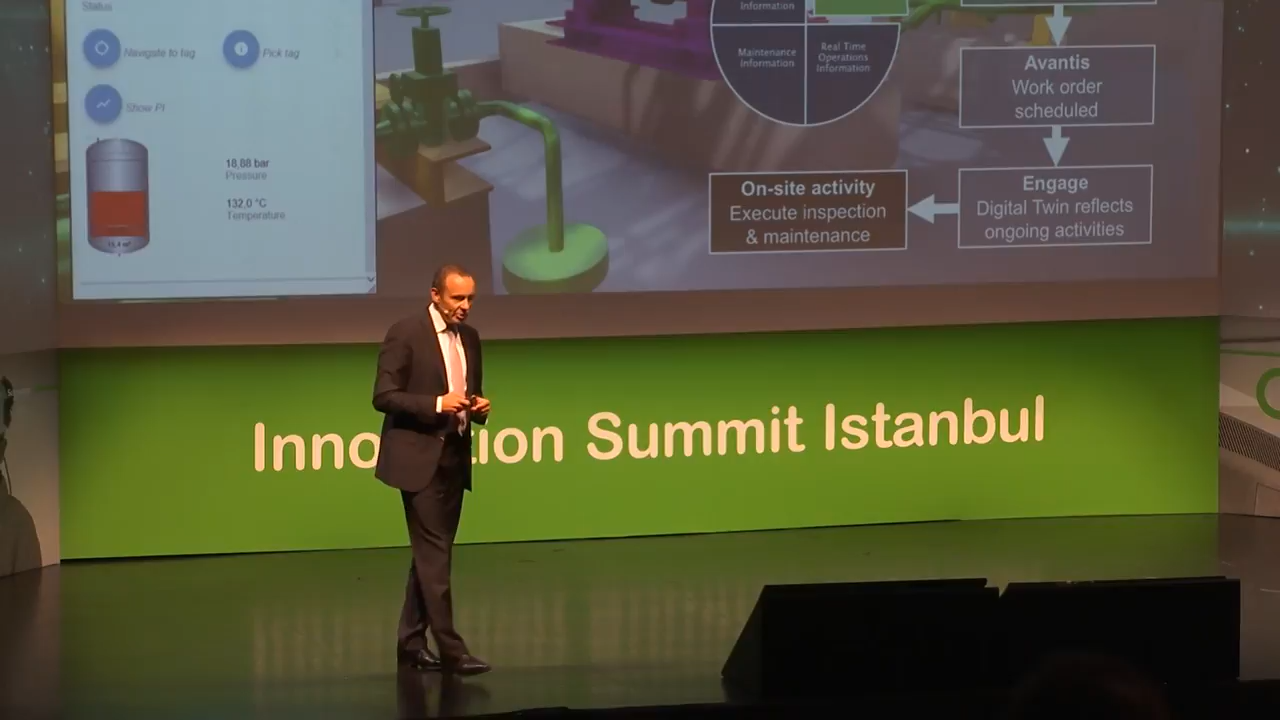 Status
Navigate to tag
Pick tag
Show PI
18,88 bar
Pressure
132,0 °C
Temperature
Information
Maintenance
Information
Real Time
Operations
Information
Avantis
Work order
scheduled
Engage
Digital Twin reflects
ongoing activities
On-site activity
Execute inspection
& maintenance
Inno tion Summit Istanbul